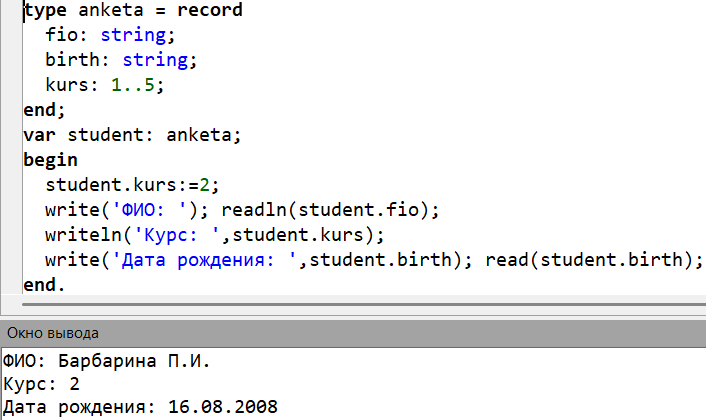 type anketa = record
  fio: string;
  birth: string;
  kurs: 1..5;
end;
var student: anketa;
begin
  student.kurs:=2;
  write('ФИО: '); readln(student.fio);
  writeln('Курс: ',student.kurs);
  write('Дата рождения: ',student.birth); read(student.birth);
end.
Окно вывода
ФИО: Барбарина П.И.
Курс: 2
Дата рождения: 16.08.2008